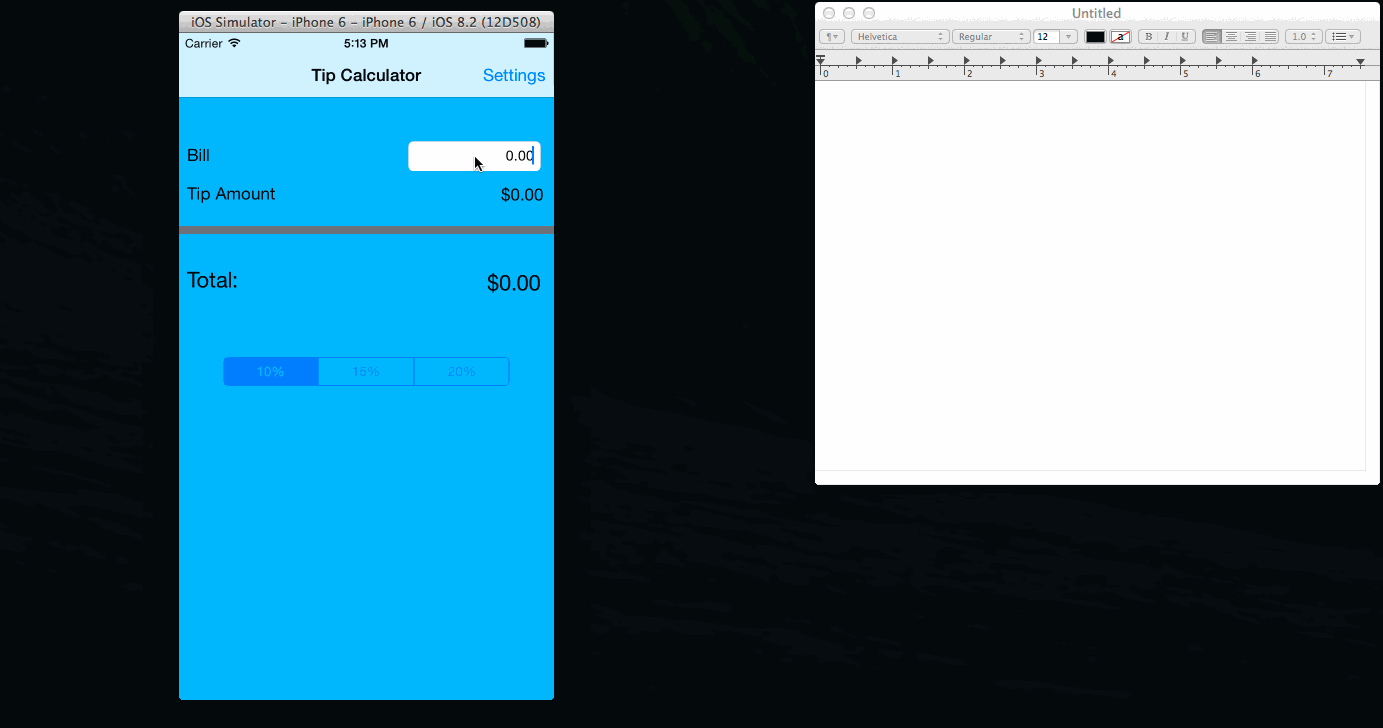 iOS Simulator – iPhone 6 – iPhone 6 / iOS 8.2 (12D508)
Carrier 5:13 PM
Tip Calculator Settings
Bill 0.00
Tip Amount $0.00
Total: $0.00
10% 15% 20%
Untitled
¶ Helvetica Regular 12 a B I U 1.0
0 1 2 3 4 5 6 7